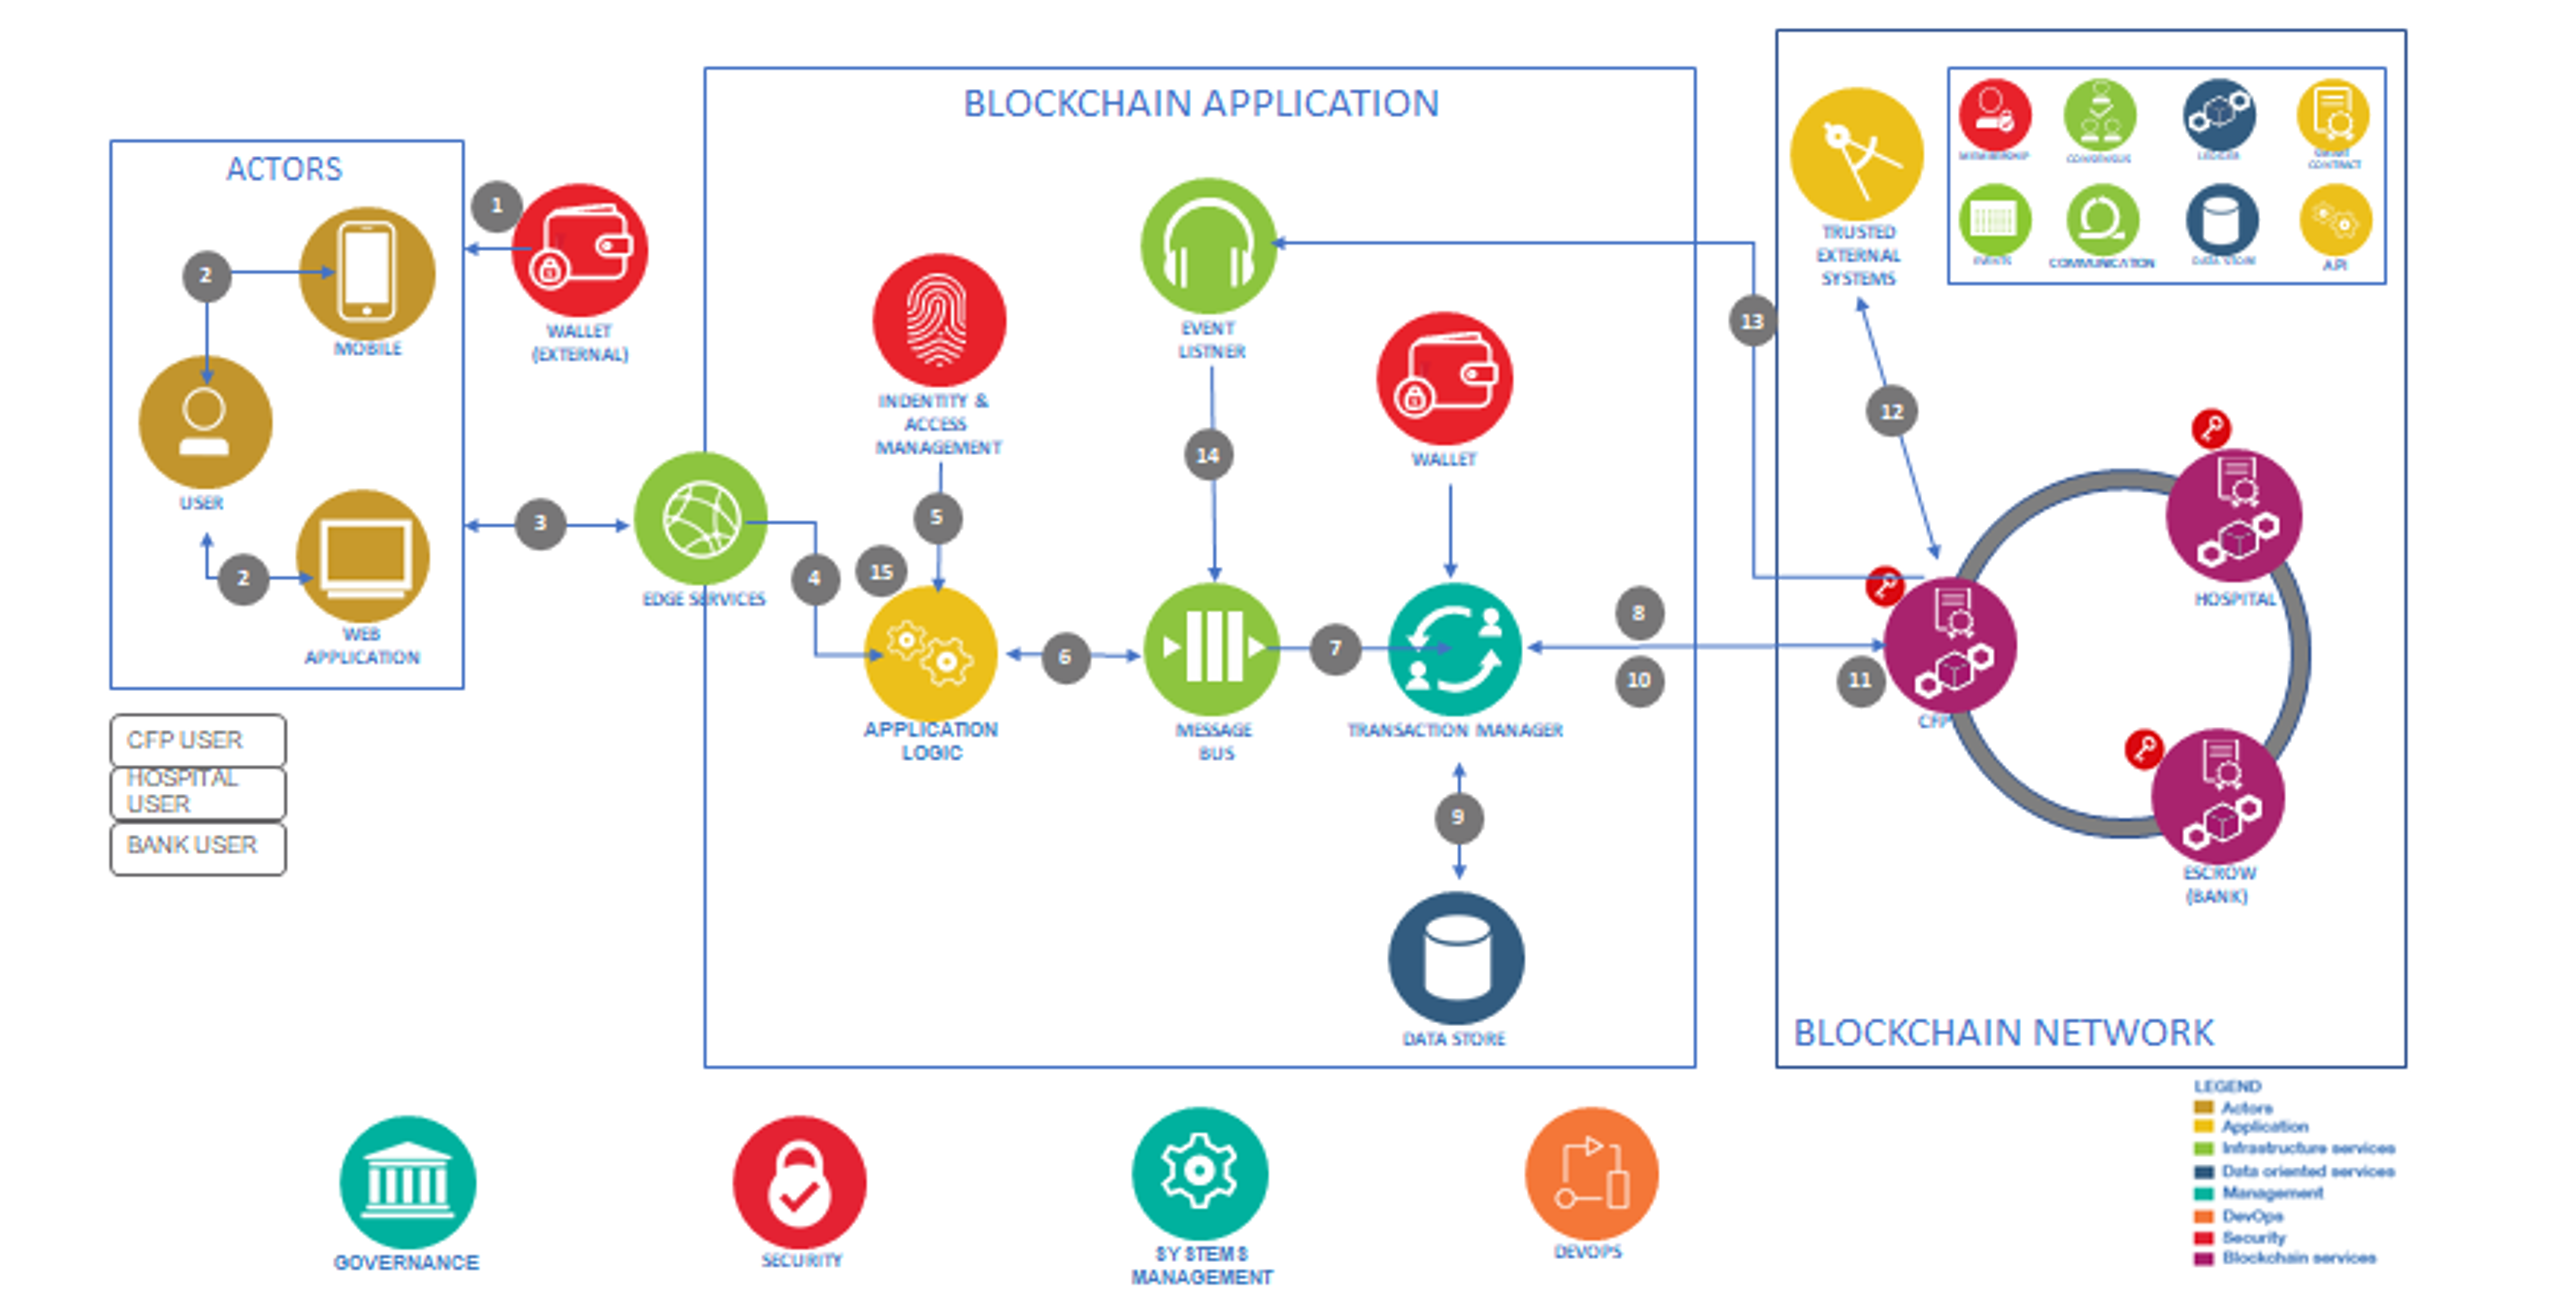 BLOCKCHAIN APPLICATION
ACTORS
1
2
MOBILE
WALLET
(EXTERNAL)
USER
2
WEB
APPLICATION
3
CFP USER
HOSPITAL
USER
BANK USER
EDGE SERVICES
4
INDENTITY &
ACCESS
MANAGEMENT
5
15
APPLICATION
LOGIC
6
EVENT
LISTNER
14
MESSAGE
BUS
7
WALLET
TRANSACTION MANAGER
9
DATA STORE
8
10
13
11
12
TRUSTED
EXTERNAL
SYSTEMS
MEMBERSHIP
CONSENSUS
LEDGER
SMART
CONTRACT
EVENTS
COMMUNICATION
DATA STORE
API
HOSPITAL
CFP
ESCROW
(BANK)
BLOCKCHAIN NETWORK
GOVERNANCE
SECURITY
SYSTEMS
MANAGEMENT
DEVOPS
LEGEND
Actors
Application
Infrastructure services
Data oriented services
Management
DevOps
Security
Blockchain services